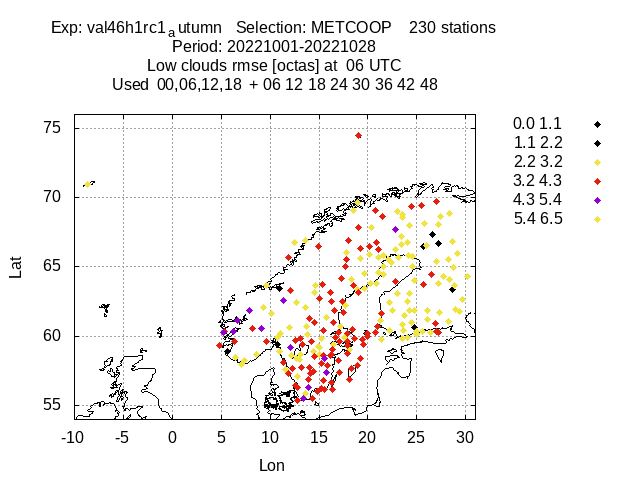 Exp: val46h1rc1autumn Selection: METCOOP 230 stations
Period: 20221001-20221028
Low clouds rmse [octas] at 06 UTC
Used 00,06,12,18 + 06 12 18 24 30 36 42 48
0.0 1.1
1.1 2.2
2.2 3.2
3.2 4.3
4.3 5.4
5.4 6.5
75
70
65
60
55
Lat
-10 -5 0 5 10 15 20 25 30
Lon